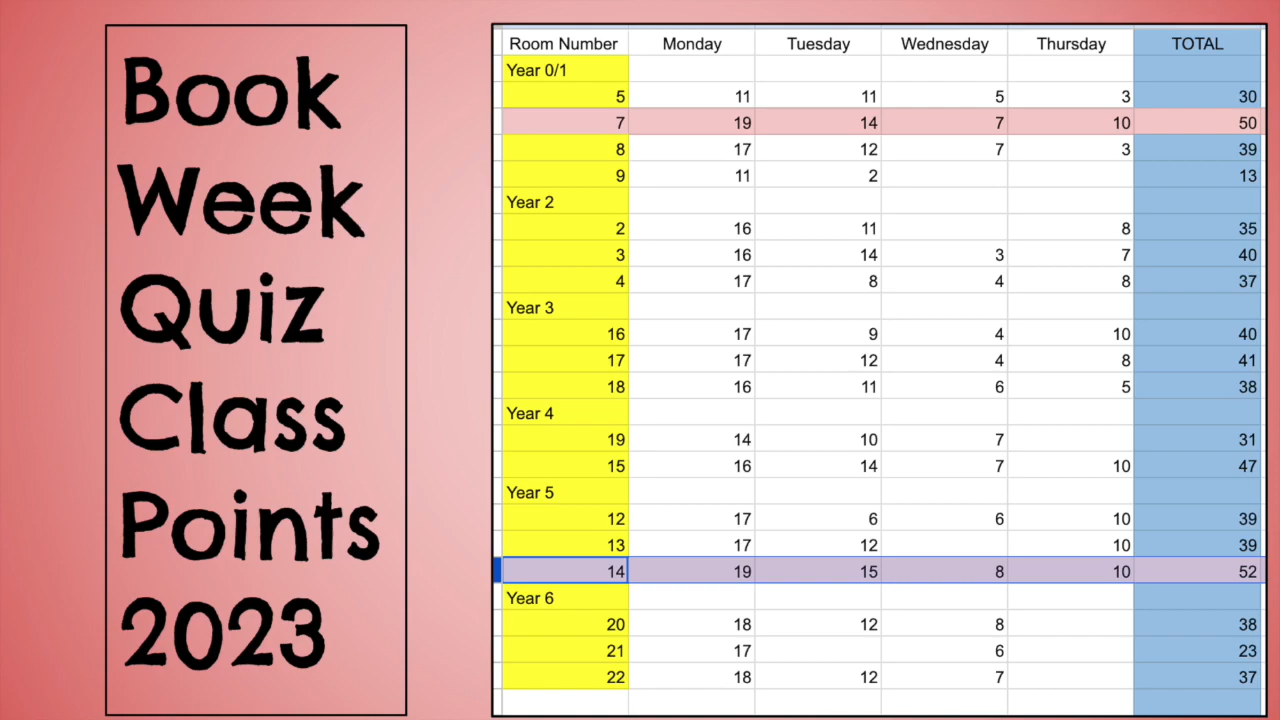 Book
Week
Quiz
Class
Points
2023
Room Number Monday Tuesday Wednesday Thursday TOTAL
Year 0/1
5 11 11 5 3 30
7 19 14 7 10 50
8 17 12 7 3 39
9 11 2 13
Year 2
2 16 11 8 35
3 16 14 3 7 40
4 17 8 4 8 37
Year 3
16 17 9 4 10 40
17 17 12 4 8 41
18 16 11 6 5 38
Year 4
19 14 10 7 31
15 16 14 7 10 47
Year 5
12 17 6 6 10 39
13 17 12 10 39
14 19 15 8 10 52
Year 6
20 18 12 8 38
21 17 6 23
22 18 12 7 37